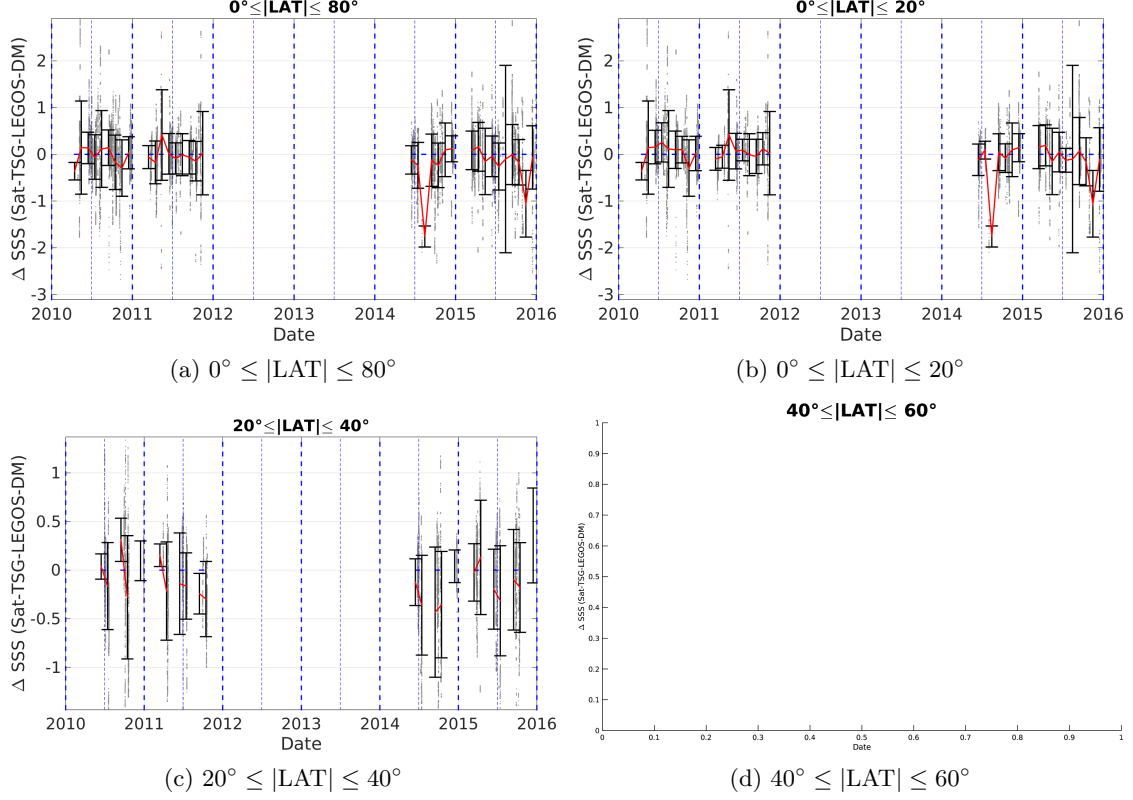 0°≤|LAT|≤ 80°
Δ SSS (Sat-TSG-LEGOS-DM)
2
1
0
-1
-2
-3
2010 2011 2012 2013 2014 2015 2016
Date
(a) 0° ≤ |LAT| ≤ 80°
0°≤|LAT|≤ 20°
Δ SSS (Sat-TSG-LEGOS-DM)
2
1
0
-1
-2
-3
2010 2011 2012 2013 2014 2015 2016
Date
(b) 0° ≤ |LAT| ≤ 20°
20°≤|LAT|≤ 40°
Δ SSS (Sat-TSG-LEGOS-DM)
1
0.5
0
-0.5
-1
2010 2011 2012 2013 2014 2015 2016
Date
(c) 20° ≤ |LAT| ≤ 40°
40°≤|LAT|≤ 60°
Δ SSS (Sat-TSG-LEGOS-DM)
1
0.9
0.8
0.7
0.6
0.5
0.4
0.3
0.2
0.1
0
0 0.1 0.2 0.3 0.4 0.5 0.6 0.7 0.8 0.9 1
Date
(d) 40° ≤ |LAT| ≤ 60°